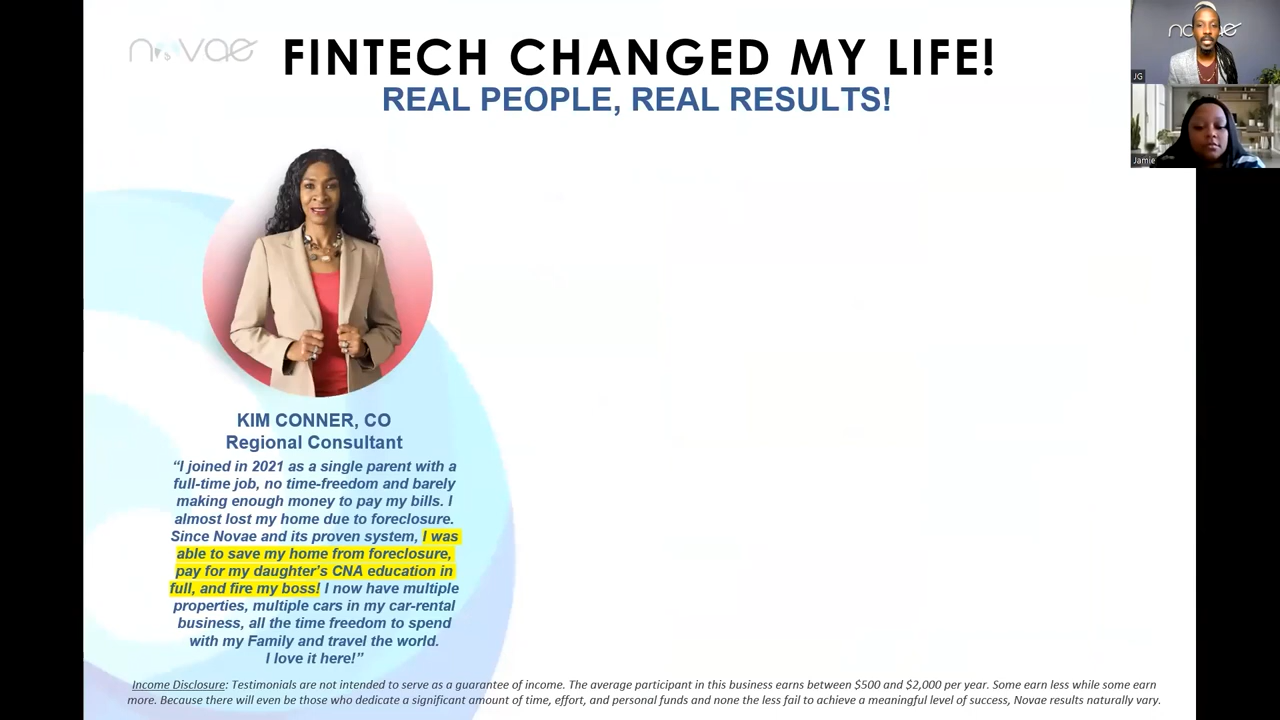 novae
FINTECH CHANGED MY LIFE!
REAL PEOPLE, REAL RESULTS!
JG
Jamie
KIM CONNER, CO
Regional Consultant
“I joined in 2021 as a single parent with a
full-time job, no time-freedom and barely
making enough money to pay my bills. I
almost lost my home due to foreclosure.
Since Novae and its proven system, I was
able to save my home from foreclosure,
pay for my daughter’s CNA education in
full, and fire my boss! I now have multiple
properties, multiple cars in my car-rental
business, all the time freedom to spend
with my Family and travel the world.
I love it here!”
Income Disclosure: Testimonials are not intended to serve as a guarantee of income. The average participant in this business earns between $500 and $2,000 per year. Some earn less while some earn
more. Because there will even be those who dedicate a significant amount of time, effort, and personal funds and none the less fail to achieve a meaningful level of success, Novae results naturally vary.